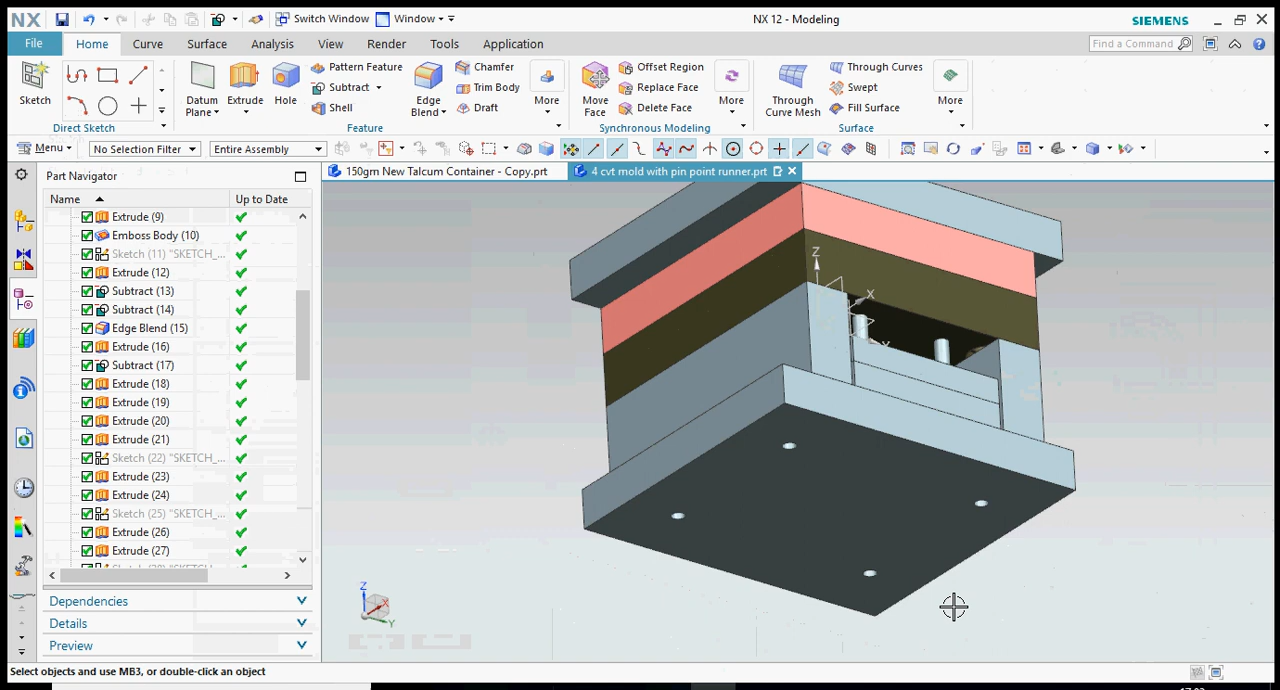 NX Switch Window Window NX 12 - Modeling SIEMENS
File Home Curve Surface Analysis View Render Tools Application Find a Command
Pattern Feature Chamfer Offset Region Through Curves
Subtract Trim Body Replace Face Swept
Shell Draft Delete Face Fill Surface
Sketch Datum Plane Extrude Hole Edge Blend More Move Face More Through Curve Mesh More
Direct Sketch Feature Synchronous Modeling Surface
Menu No Selection Filter Entire Assembly
Part Navigator 150gm New Talcum Container - Copy.prt 4 cvt mold with pin point runner.prt
Name Up to Date
Extrude (9)
Emboss Body (10)
Sketch (11) "SKETCH_...
Extrude (12)
Subtract (13)
Subtract (14)
Edge Blend (15)
Extrude (16)
Subtract (17)
Extrude (18)
Extrude (19)
Extrude (20)
Extrude (21)
Sketch (22) "SKETCH_...
Extrude (23)
Extrude (24)
Sketch (25) "SKETCH_...
Extrude (26)
Extrude (27)
Z
X
Z
X
Y
Dependencies
Details
Preview
Select objects and use MB3, or double-click an object